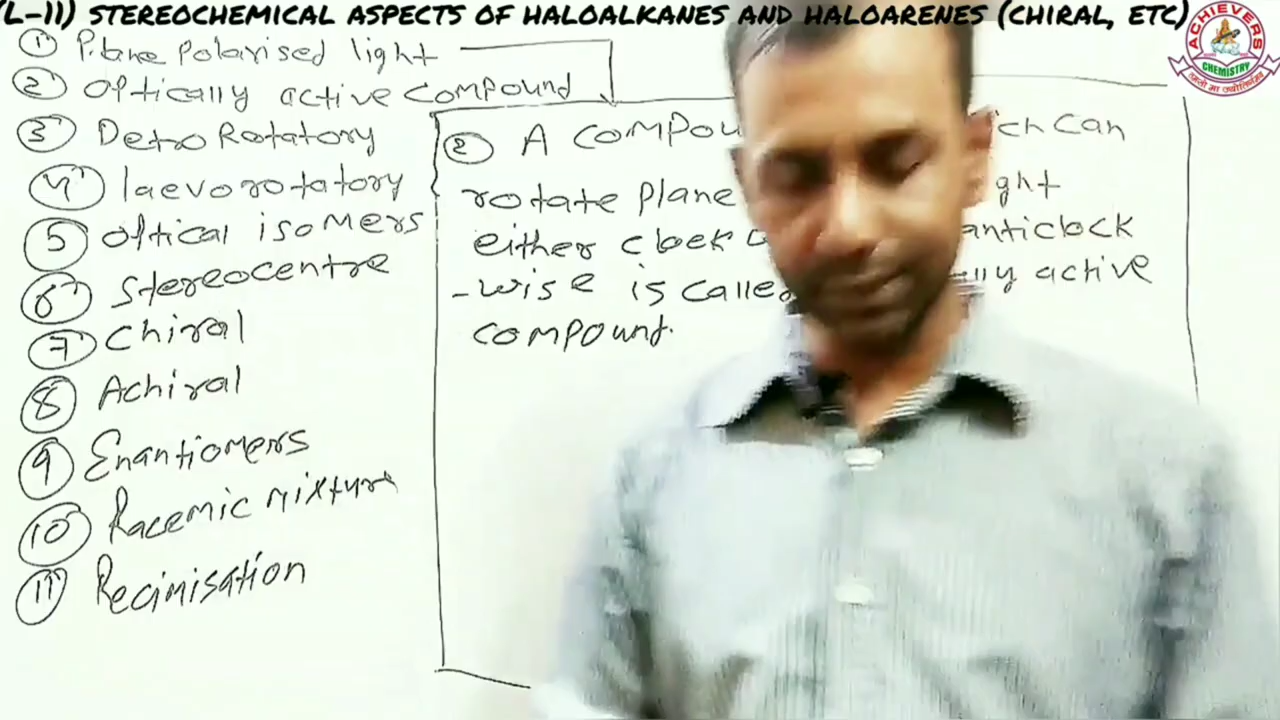 (L-11) STEREOCHEMICAL ASPECTS OF HALOALKANES AND HALOARENES (CHIRAL, ETC)
ACHIEVERS
CHEMISTRY
1 Plane polarised light
2 Optically active compound
3 Detro Rotatory
4 laevorotatory
5 optical isomers
6 stereocentre
7 chiral
8 Achiral
9 Enantiomers
10 Racemic mixture
11 Recimisation
2 A compou ch can
rotate plane ght
either clock anticlock
-wise is called lly active
compound.